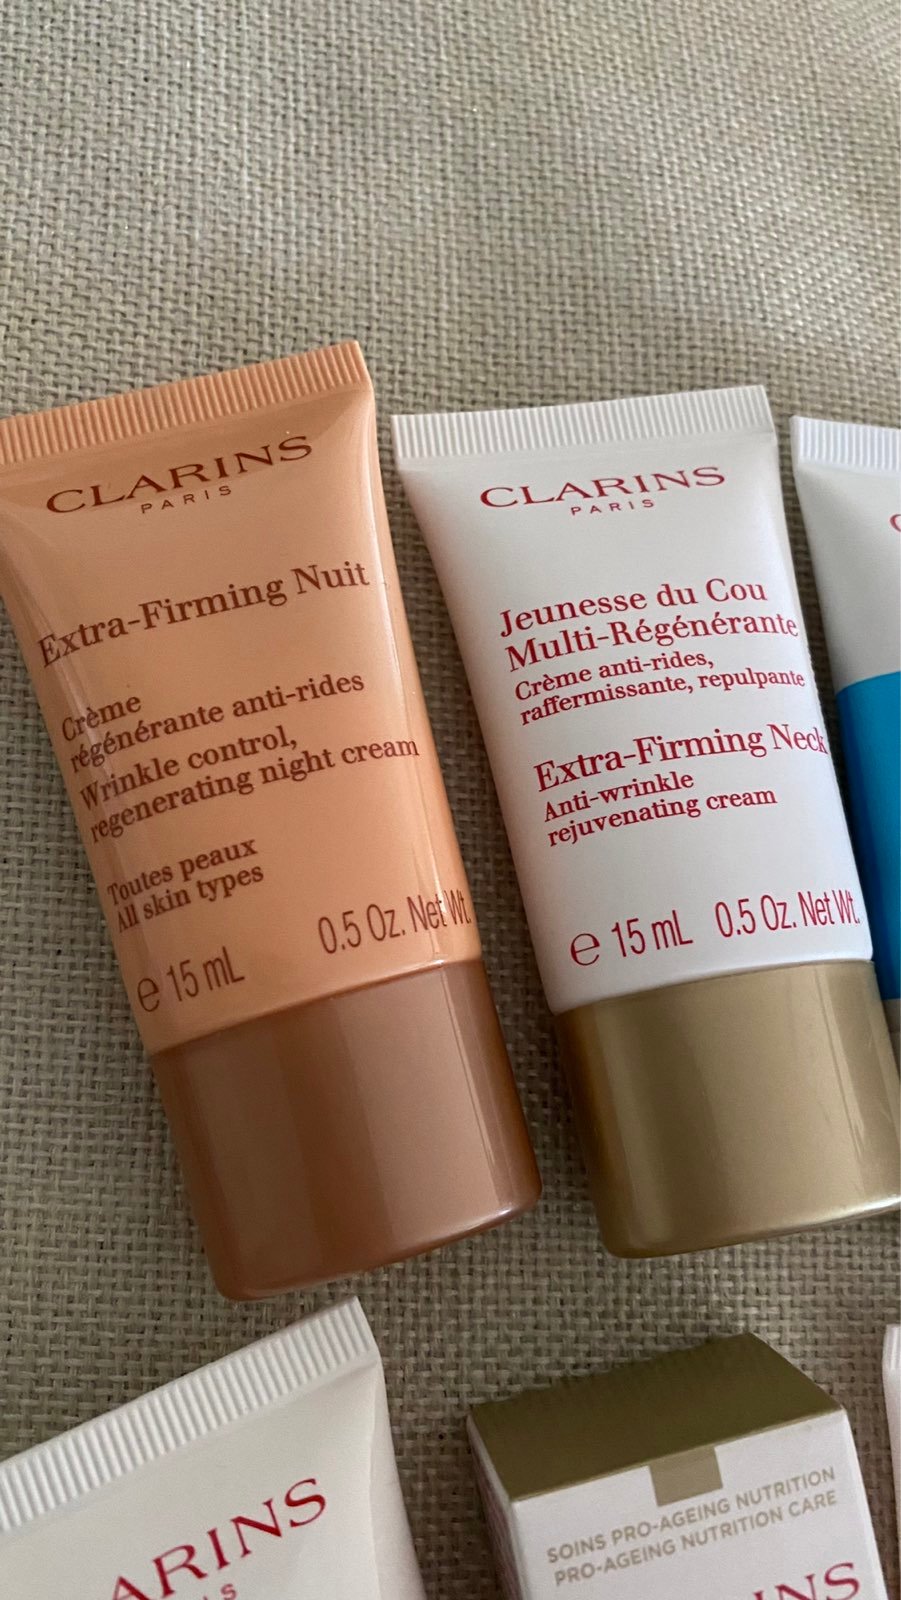 CLARINS
PARIS
Extra-Firming Nuit
Crème
régénérante anti-rides
Wrinkle control,
regenerating night cream
Toutes peaux
All skin types
℮ 15 mL 0.5 Oz. Net Wt.
CLARINS
PARIS
Jeunesse du Cou
Multi-Régénérante
Crème anti-rides,
raffermissante, repulpante
Extra-Firming Neck
Anti-wrinkle
rejuvenating cream
℮ 15 mL 0.5 Oz. Net Wt.
ARINS
SOINS PRO-AGEING NUTRITION
PRO-AGEING NUTRITION CARE
INS